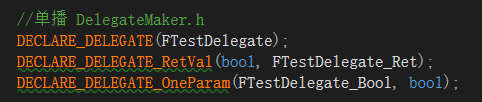 //单播 DelegateMaker.h
DECLARE_DELEGATE(FTestDelegate);
DECLARE_DELEGATE_RetVal(bool, FTestDelegate_Ret);
DECLARE_DELEGATE_OneParam(FTestDelegate_Bool, bool);